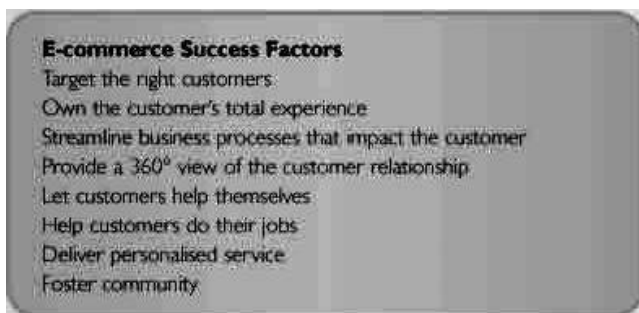 E-commerce Success Factors
Target the right customers
Own the customer's total experience
Streamline business processes that impact the customer
Provide a 360° view of the customer relationship
Let customers help themselves
Help customers do their jobs
Deliver personalised service
Foster community